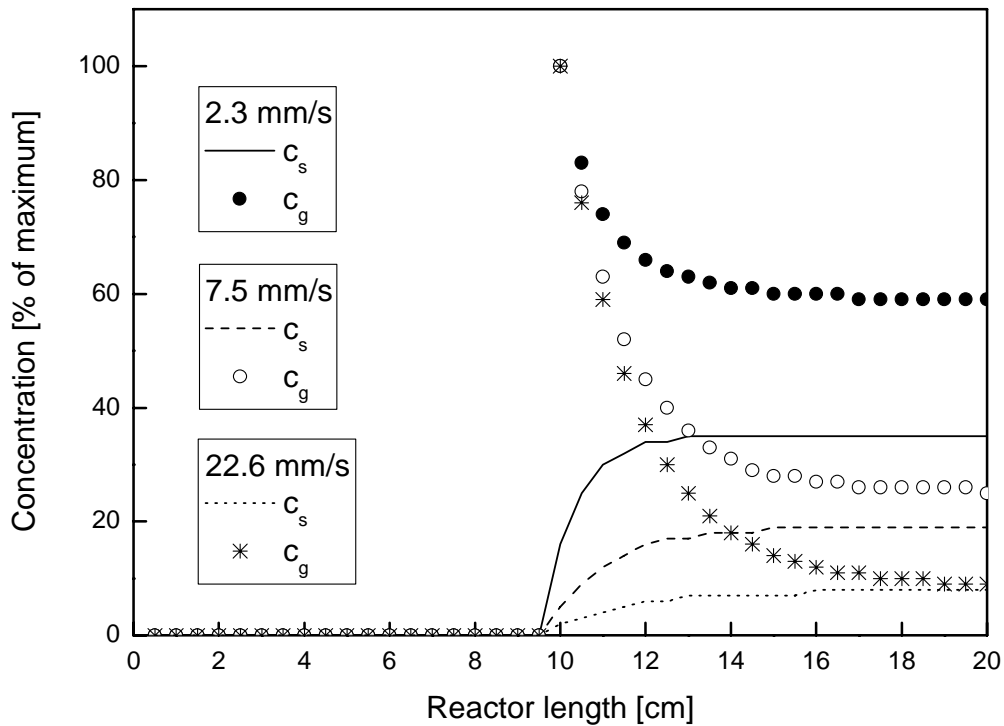 Concentration [% of maximum]
100
80
60
40
20
0
2.3 mm/s
c_s
c_g
7.5 mm/s
c_s
c_g
22.6 mm/s
c_s
c_g
0 2 4 6 8 10 12 14 16 18 20
Reactor length [cm]